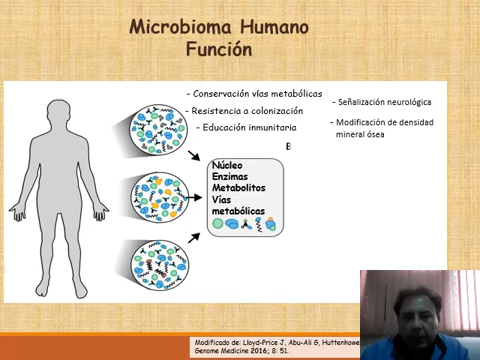 Microbioma Humano
Función
- Conservación vías metabólicas
- Resistencia a colonización
- Educación inmunitaria
- Señalización neurológica
- Modificación de densidad
mineral ósea
B
Núcleo
Enzimas
Metabolitos
Vías
metabólicas
Modificado de: Lloyd-Price J, Abu-Ali G, Huttenhowe
Genome Medicine 2016; 8: 51.